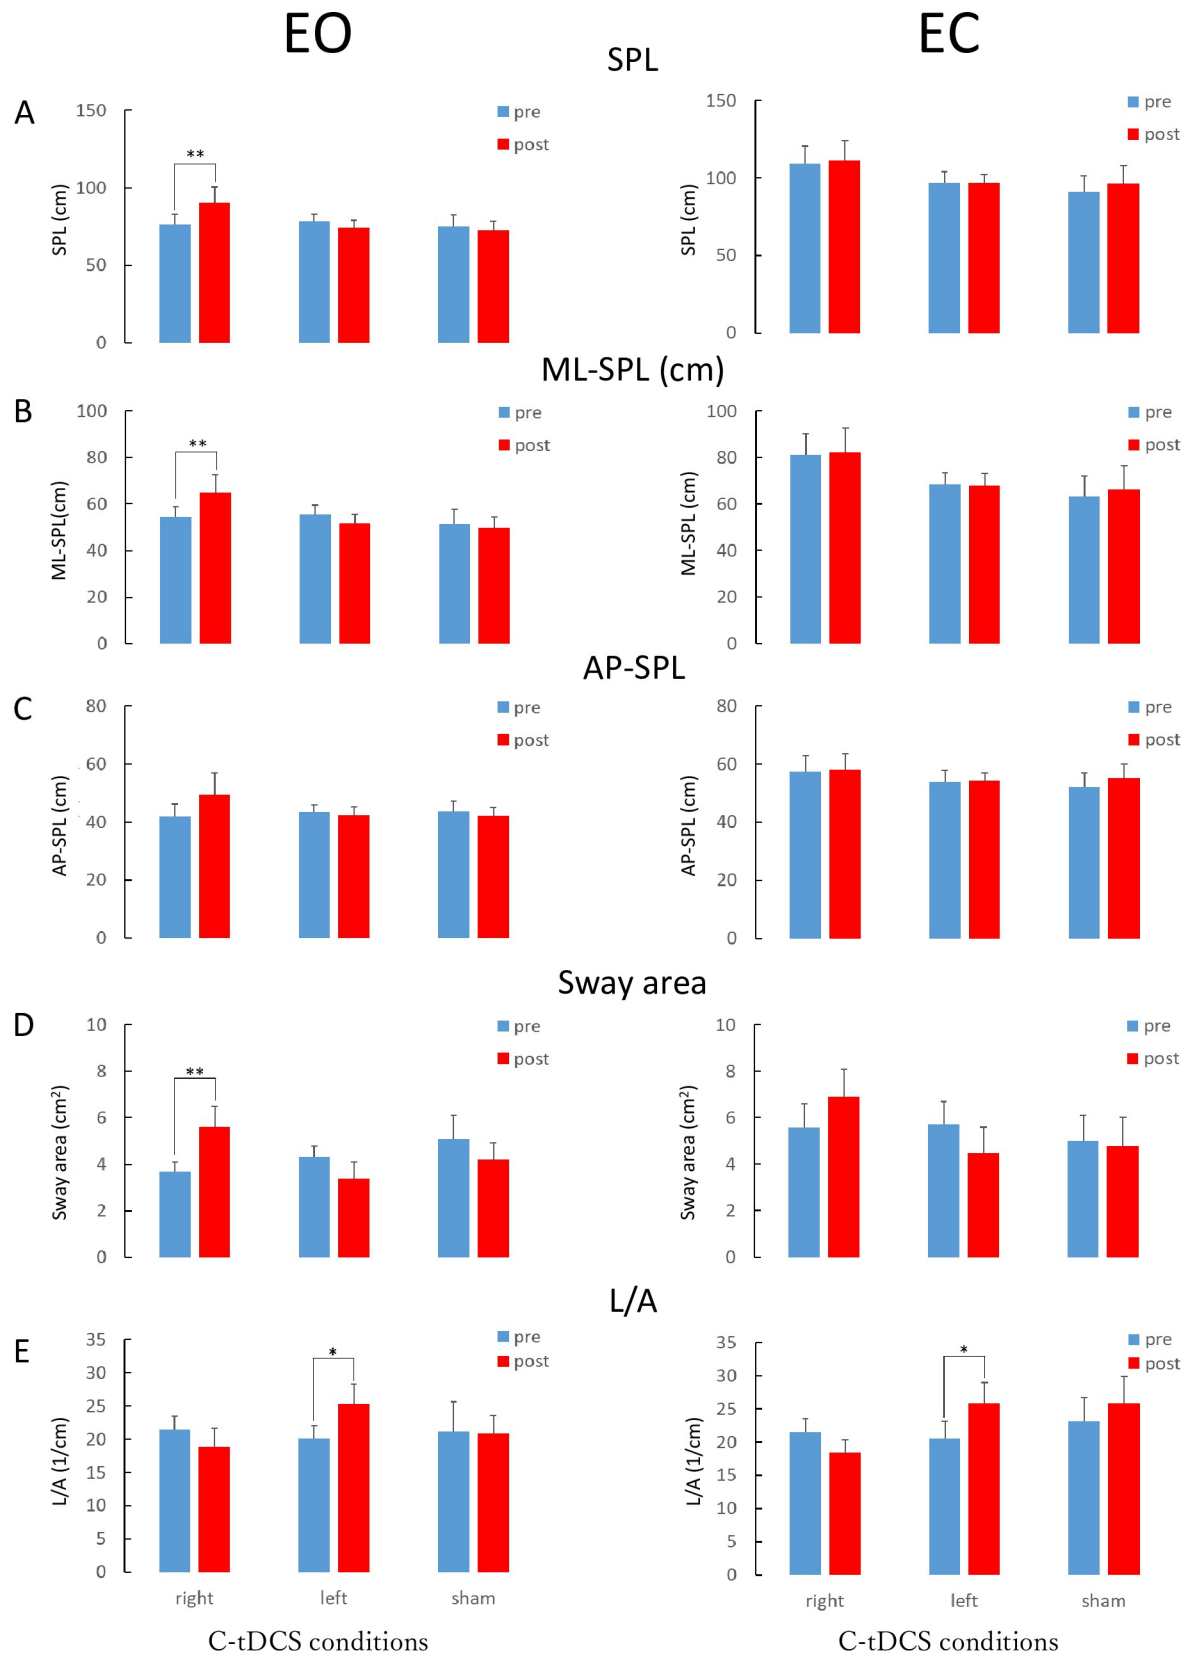 EO
EC
SPL
A
SPL (cm)
150
100
50
0
**
pre
post
SPL (cm)
150
100
50
0
pre
post
ML-SPL (cm)
B
ML-SPL(cm)
100
80
60
40
20
0
**
pre
post
ML-SPL (cm)
100
80
60
40
20
0
pre
post
AP-SPL
C
AP-SPL (cm)
80
60
40
20
0
pre
post
AP-SPL (cm)
80
60
40
20
0
pre
post
Sway area
D
Sway area (cm²)
10
8
6
4
2
0
**
pre
post
Sway area (cm²)
10
8
6
4
2
0
pre
post
L/A
E
L/A (1/cm)
35
30
25
20
15
10
5
0
*
pre
post
right
left
sham
C-tDCS conditions
L/A (1/cm)
35
30
25
20
15
10
5
0
*
pre
post
right
left
sham
C-tDCS conditions